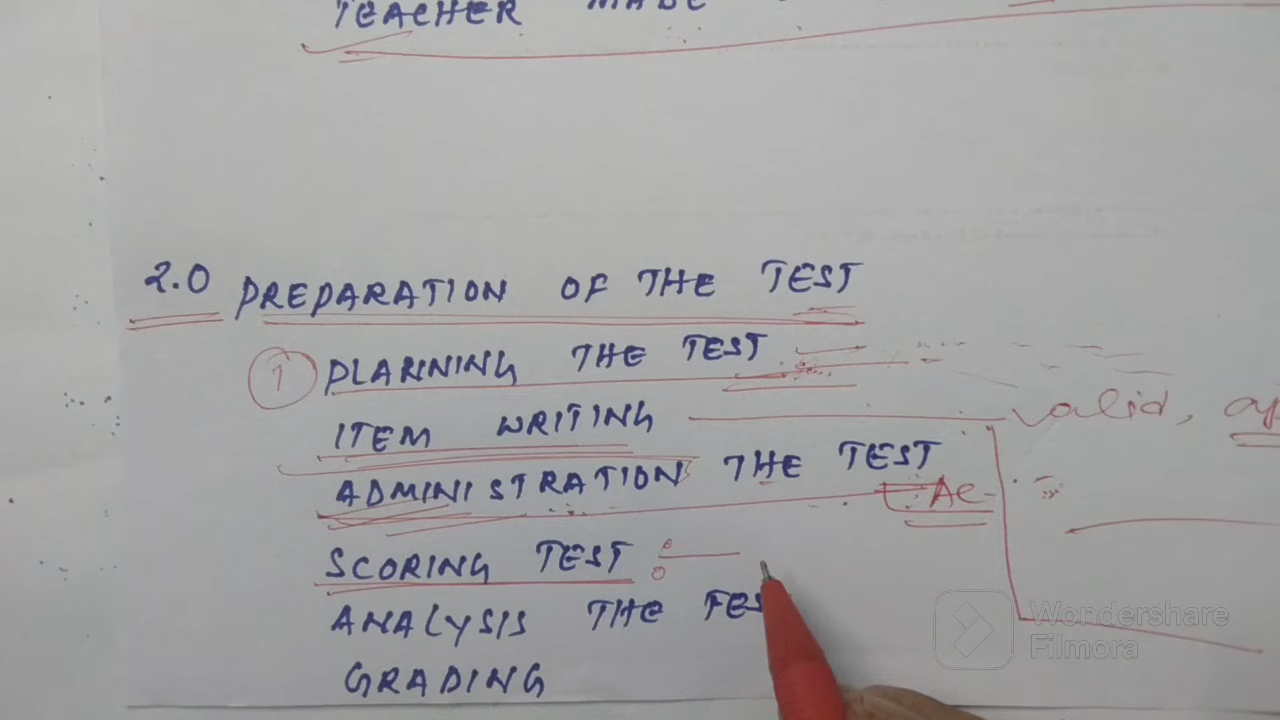 TEACHER MADE
2.0 PREPARATION OF THE TEST
1 PLANNING THE TEST
ITEM WRITING valid,
ADMINISTRATION THE TEST
SCORING TEST
ANALYSIS THE
GRADING
Wondershare
Filmora